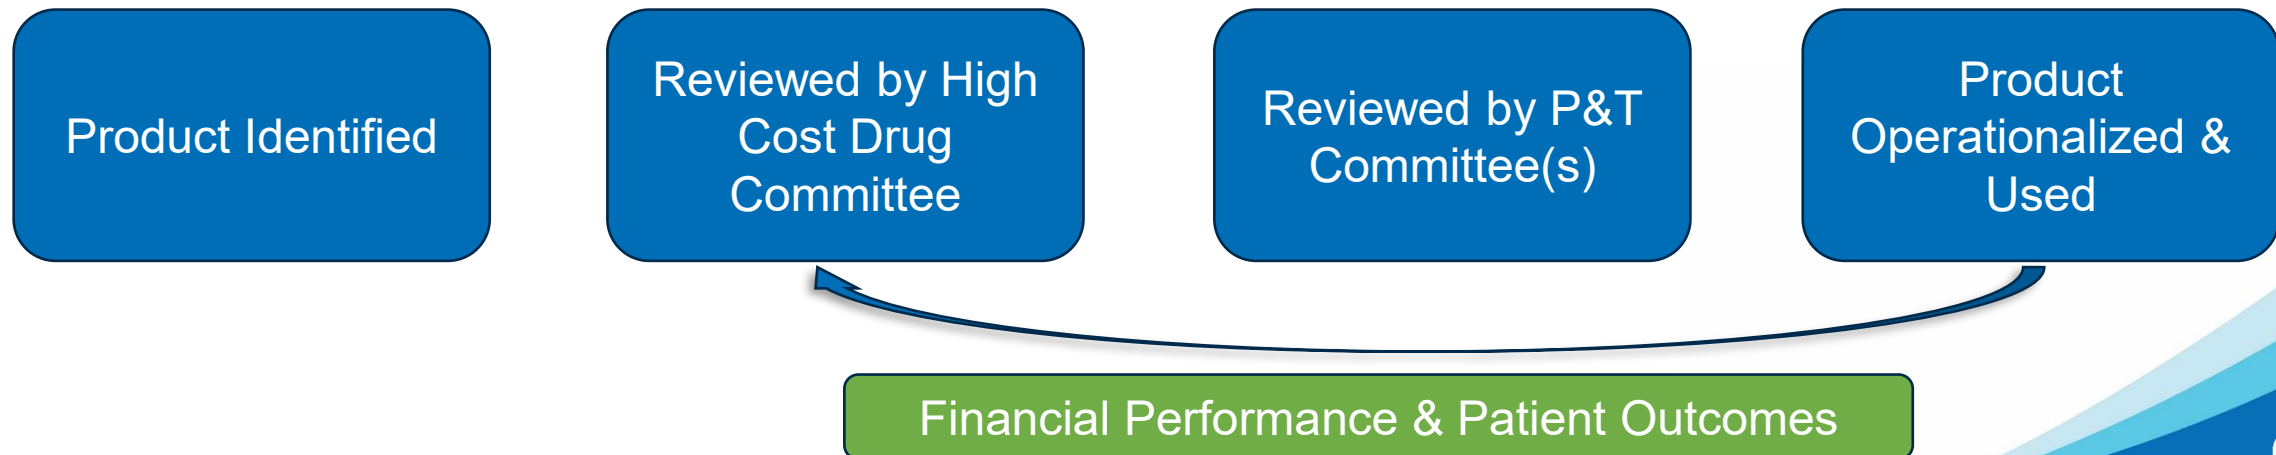 Product Identified
Reviewed by High
Cost Drug
Committee
Reviewed by P&T
Committee(s)
Product
Operationalized &
Used
Financial Performance & Patient Outcomes